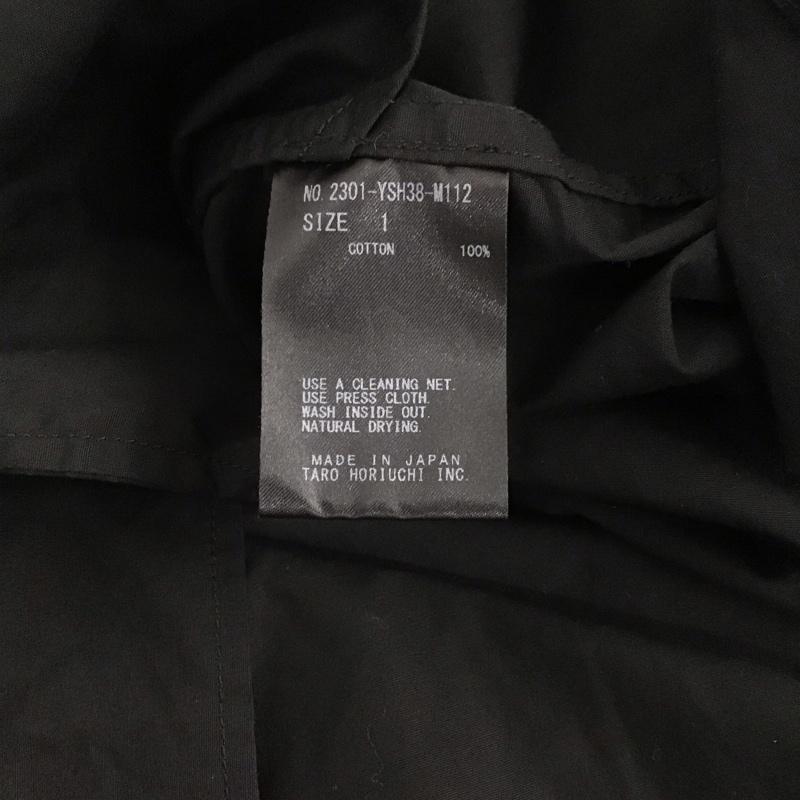 NO. 2301-YSH38-M112
SIZE 1
COTTON 100%
USE A CLEANING NET.
USE PRESS CLOTH.
WASH INSIDE OUT.
NATURAL DRYING.
MADE IN JAPAN
TARO HORIUCHI INC.